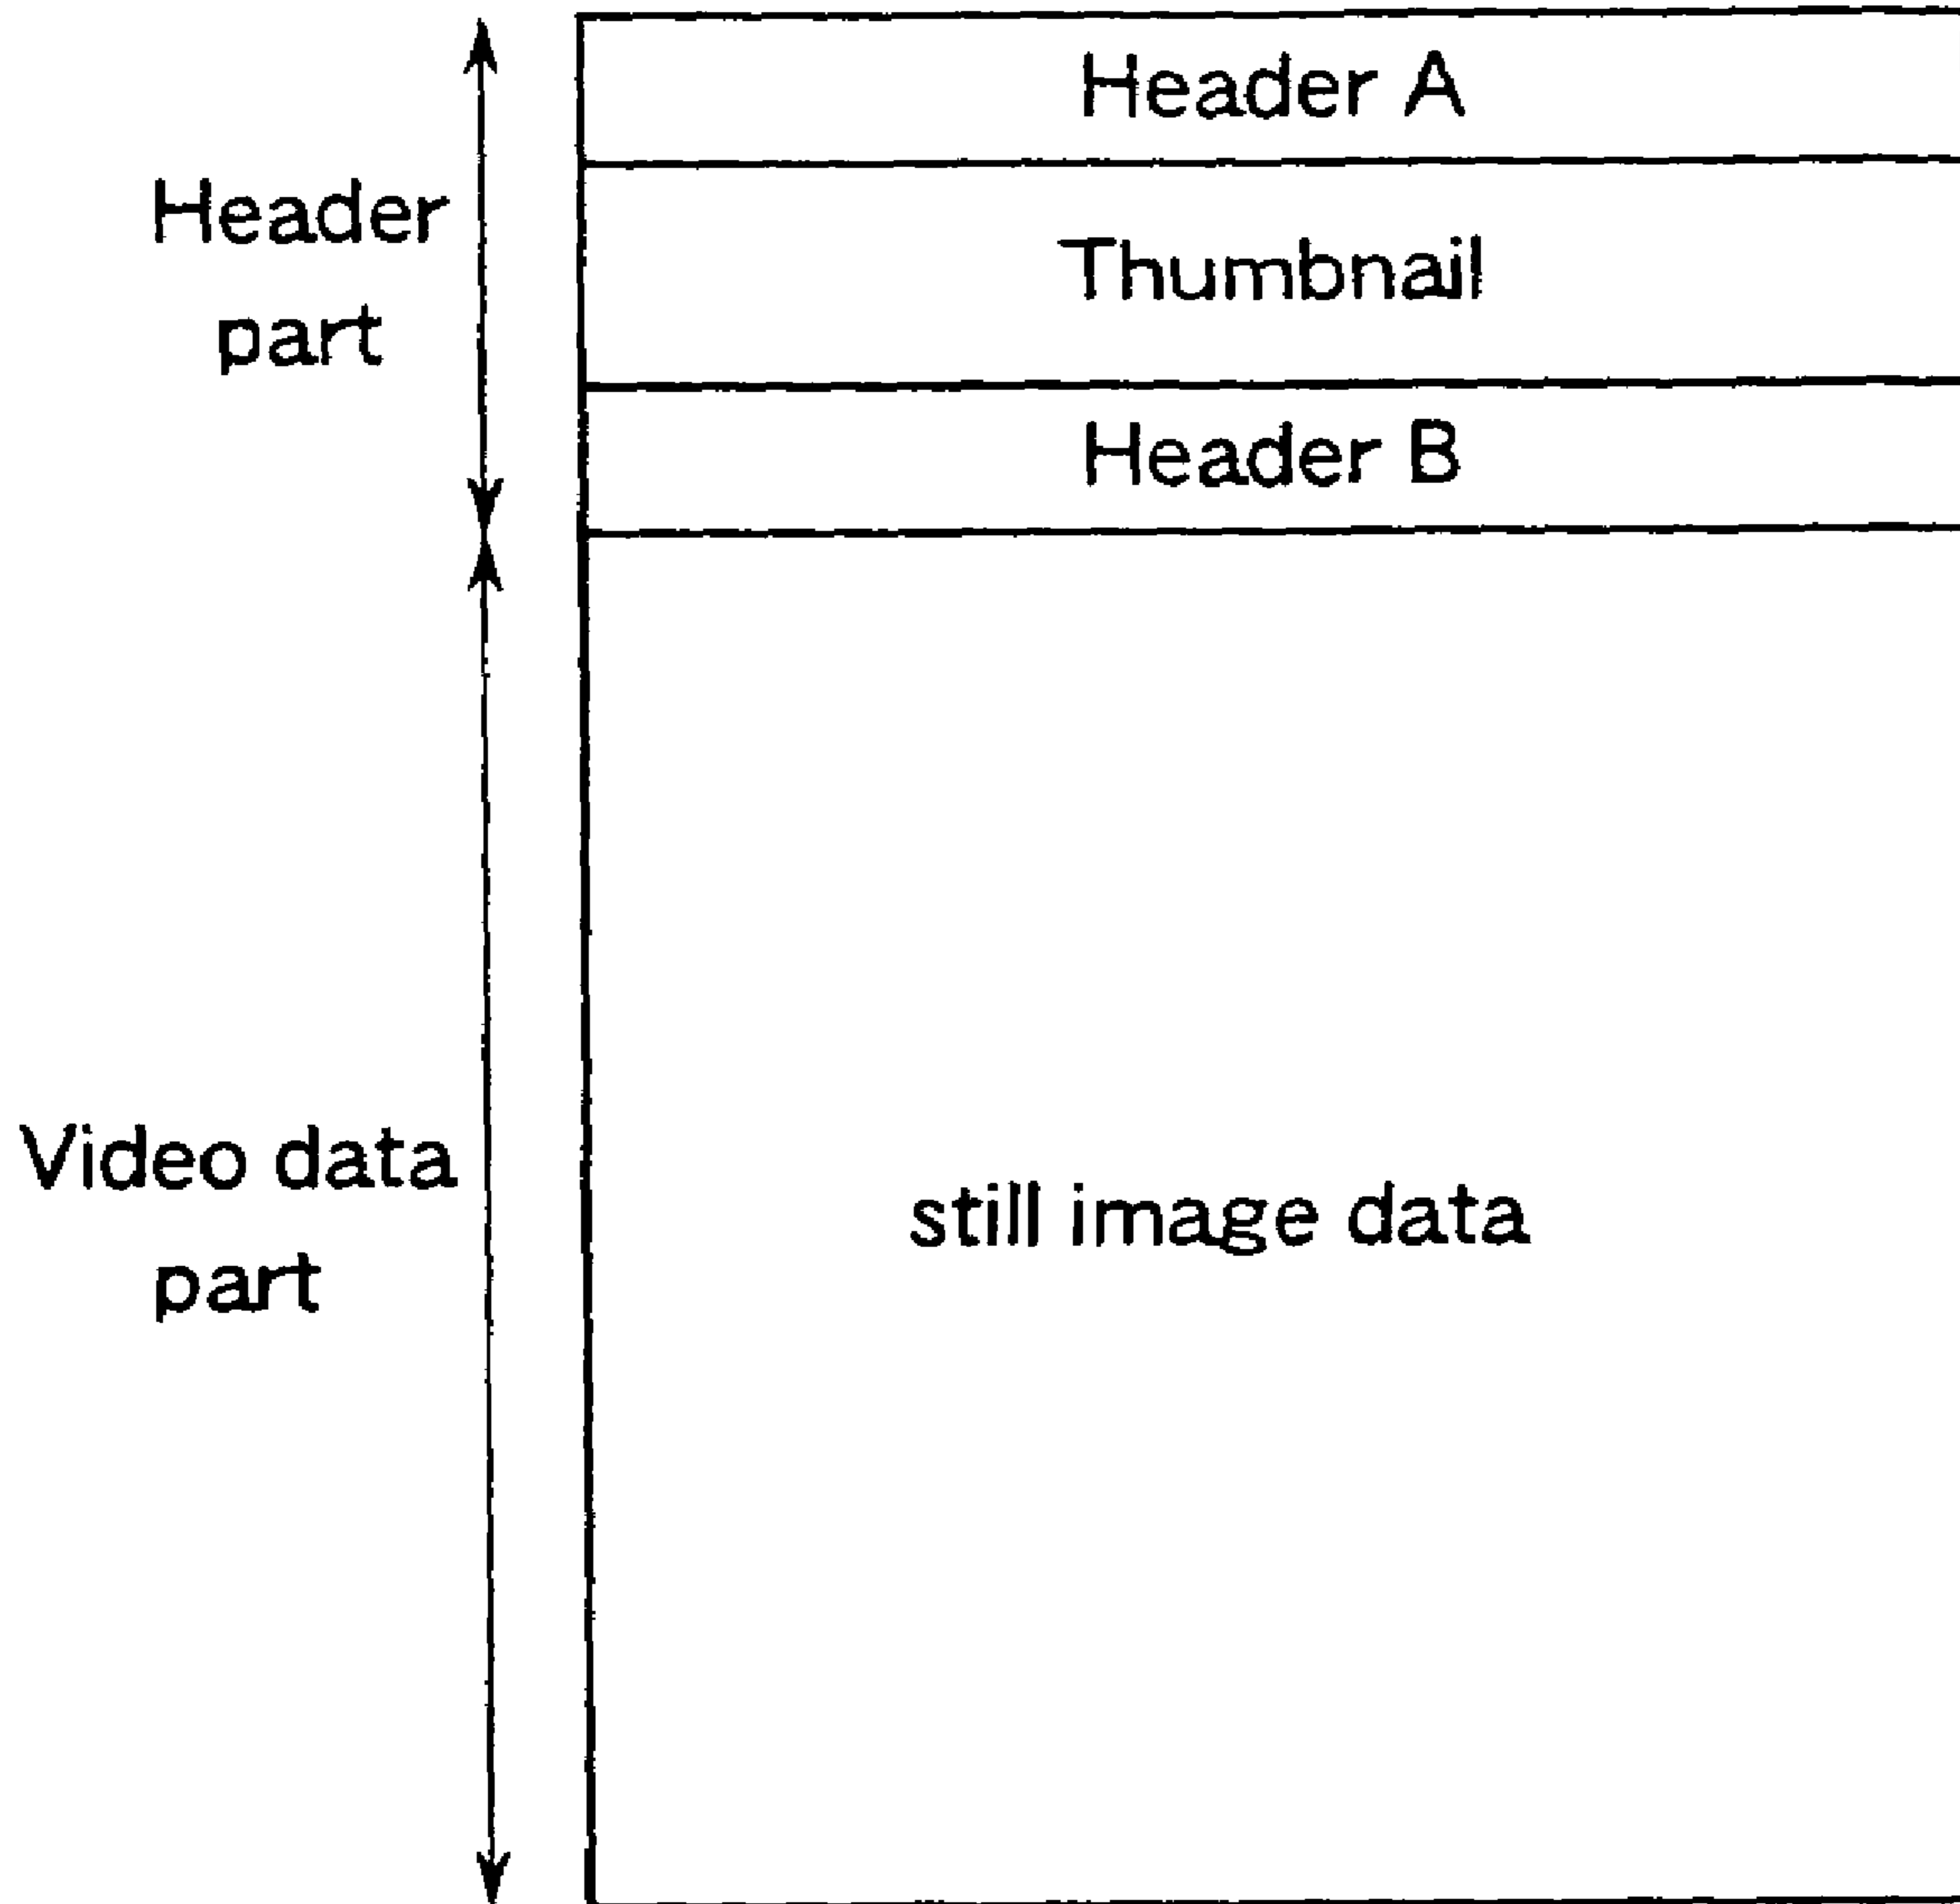 Header A
Header
part
Thumbnail
Header B
Video data
part
still image data